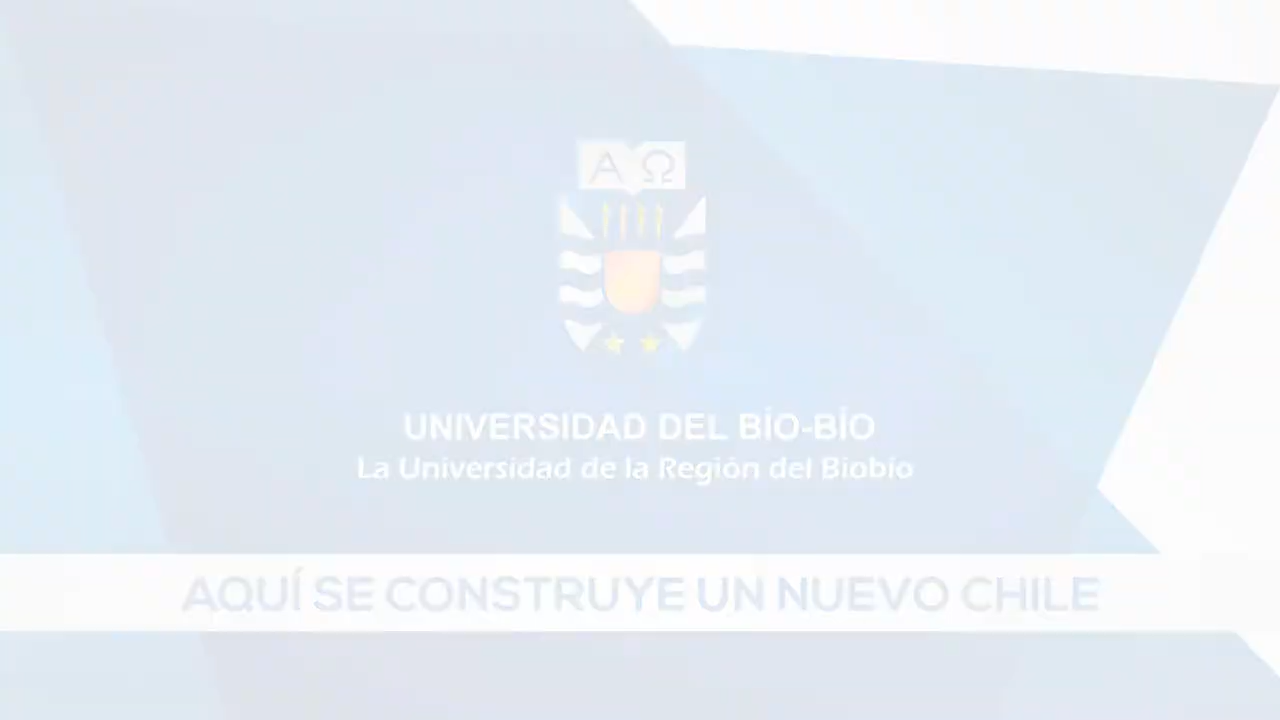 Α Ω
UNIVERSIDAD DEL BÍO-BÍO
La Universidad de la Región del Biobío
AQUÍ SE CONSTRUYE UN NUEVO CHILE